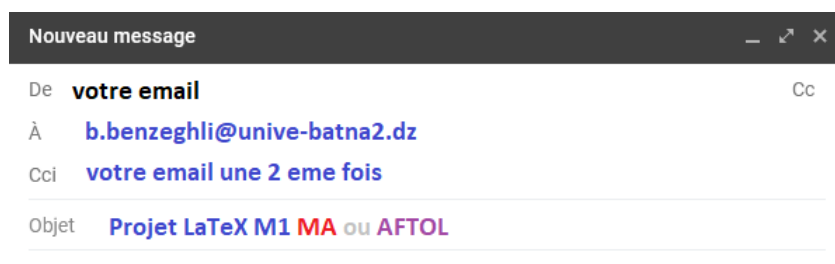 Nouveau message
De votre email Cc
À b.benzeghli@unive-batna2.dz
Cci votre email une 2 eme fois
Objet Projet LaTeX M1 MA ou AFTOL